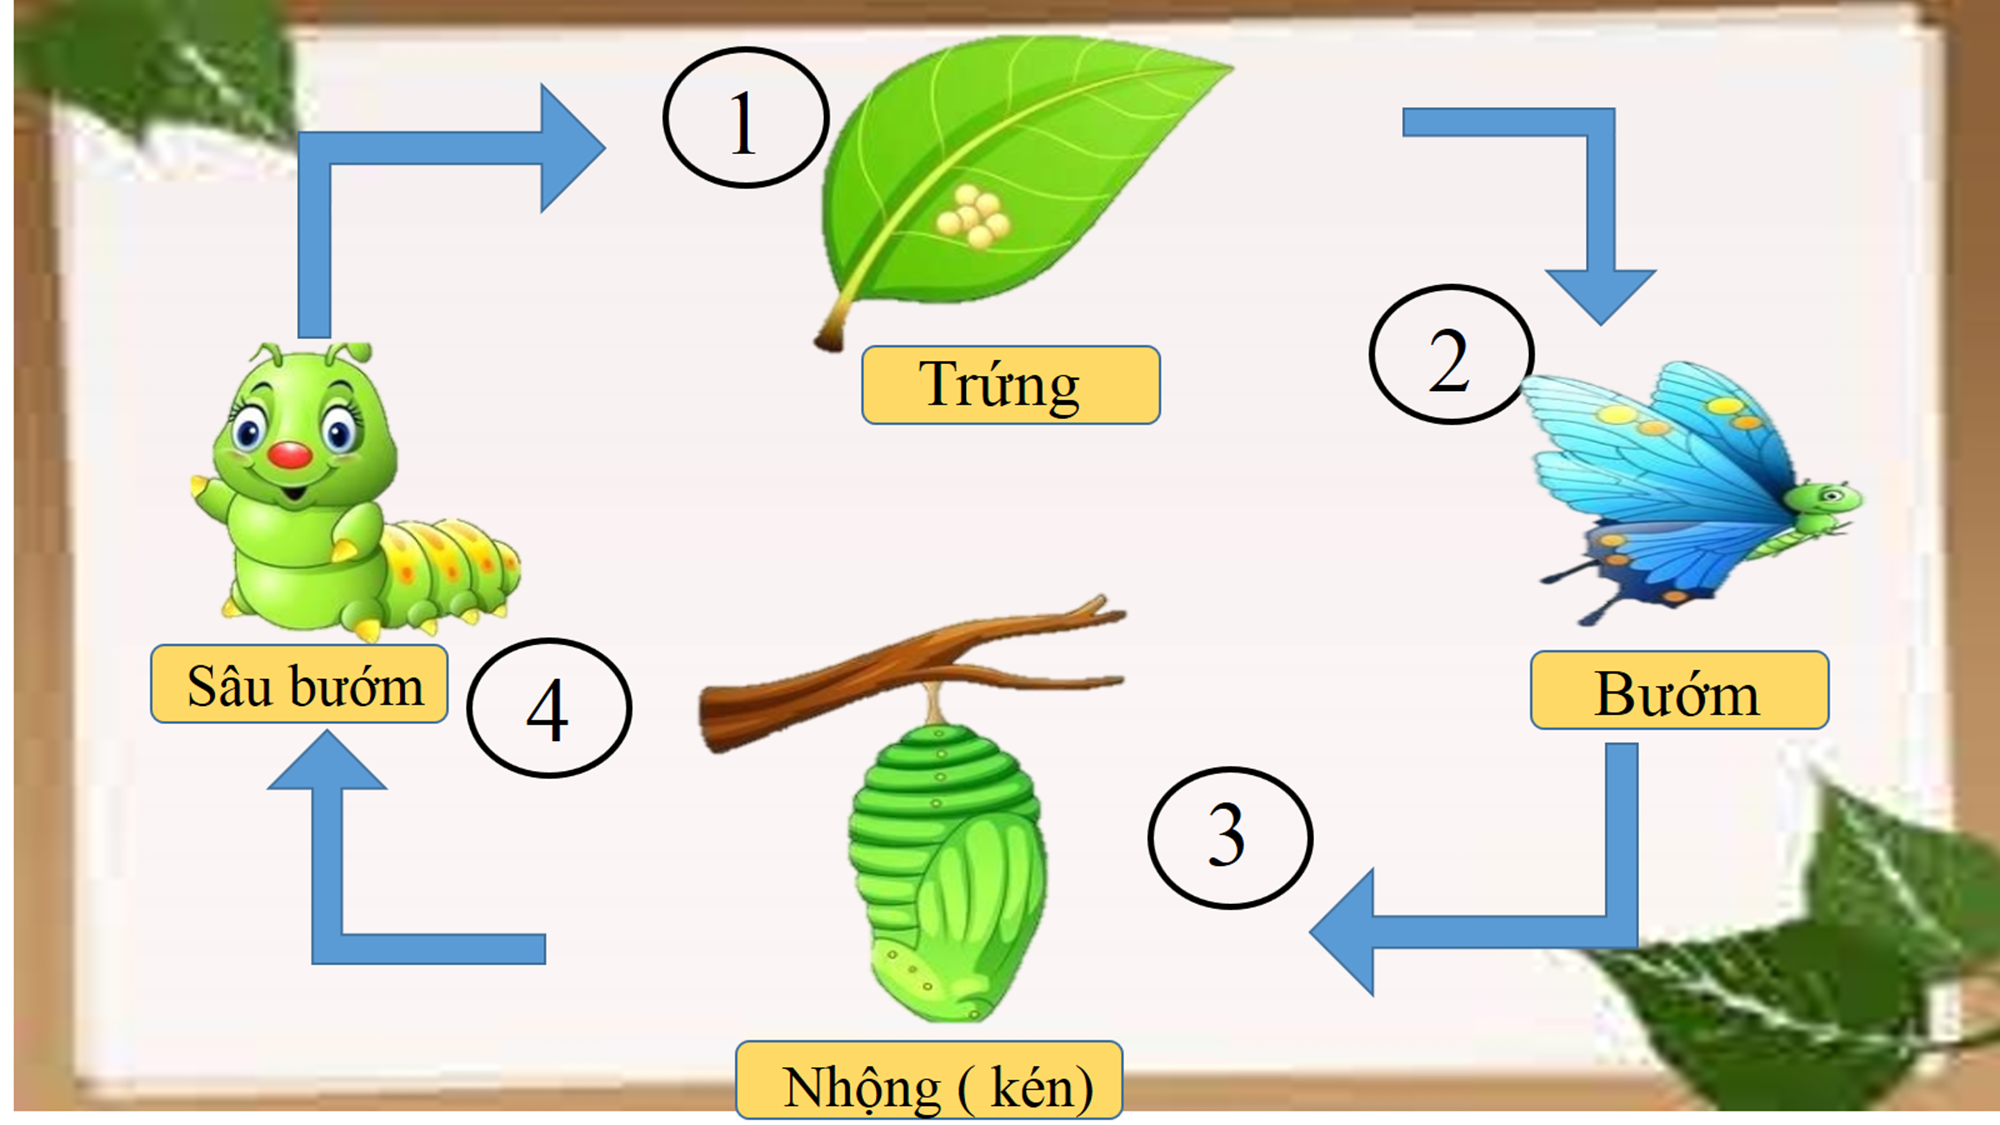 1
Trứng
2
Bướm
3
Nhộng ( kén)
4
Sâu bướm